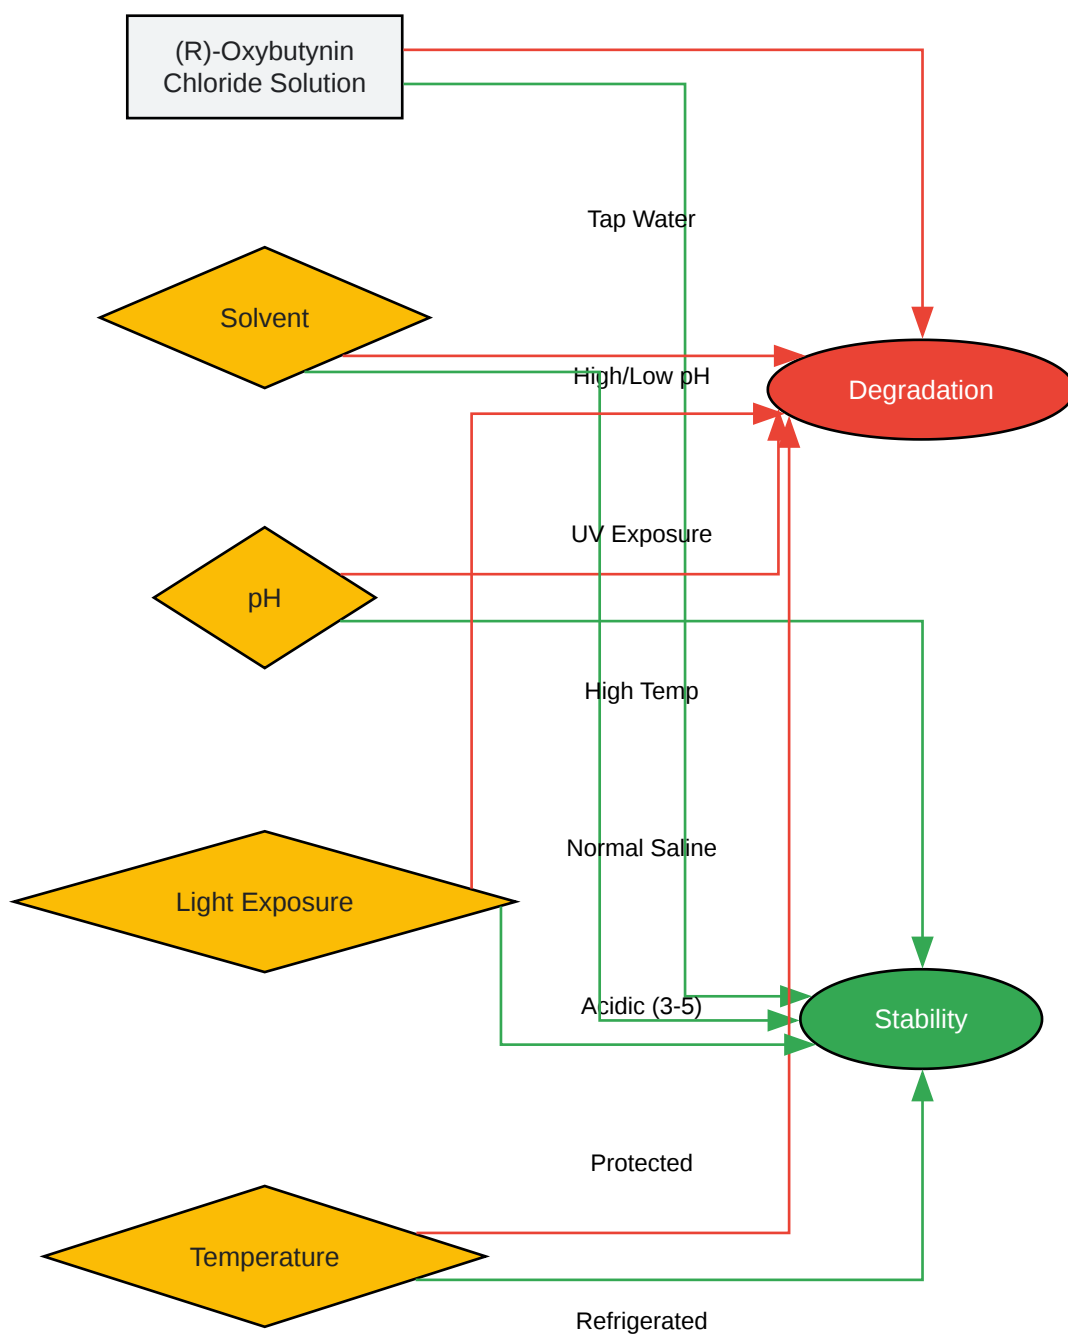 (R)-Oxybutynin
Chloride Solution
Tap Water
Solvent
High/Low pH
Degradation
UV Exposure
pH
High Temp
Normal Saline
Light Exposure
Acidic (3-5)
Stability
Protected
Temperature
Refrigerated